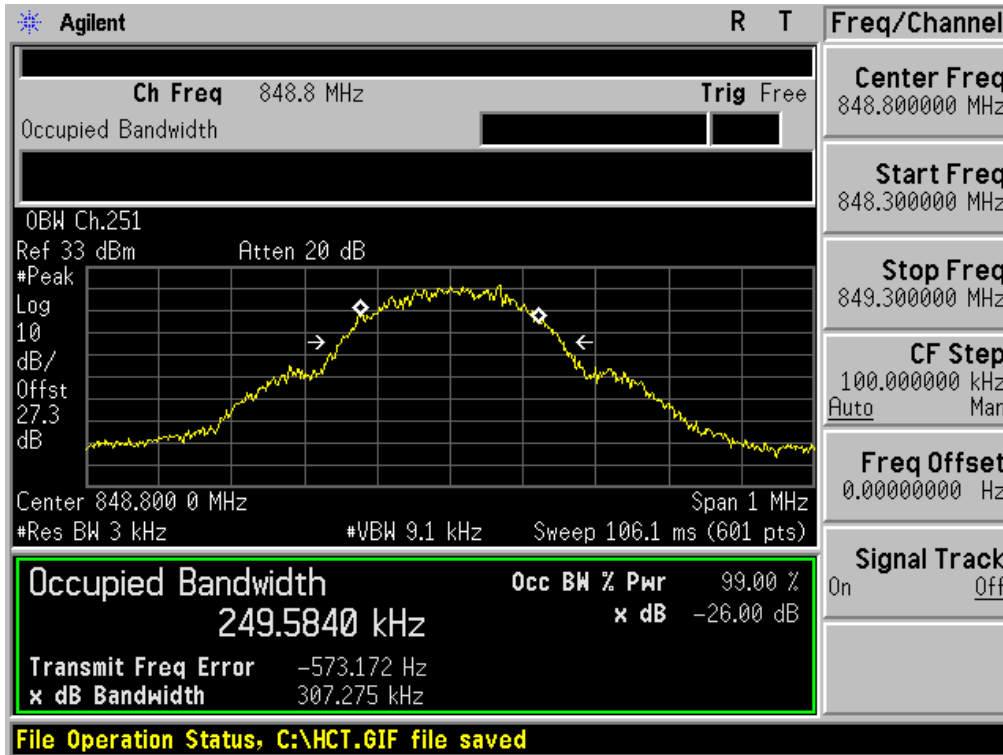 Agilent R T Freq/Channel
Ch Freq 848.8 MHz Trig Free
Occupied Bandwidth
Center Freq
848.800000 MHz
Start Freq
848.300000 MHz
Stop Freq
849.300000 MHz
CF Step
100.000000 kHz
Auto Man
Freq Offset
0.00000000 Hz
Signal Track
On Off
OBW Ch.251
Ref 33 dBm Atten 20 dB
#Peak
Log
10
dB/
Offst
27.3
dB
Center 848.800 0 MHz Span 1 MHz
#Res BW 3 kHz #VBW 9.1 kHz Sweep 106.1 ms (601 pts)
Occupied Bandwidth Occ BW % Pwr 99.00 %
249.5840 kHz x dB -26.00 dB
Transmit Freq Error -573.172 Hz
x dB Bandwidth 307.275 kHz
File Operation Status, C:\HCT.GIF file saved